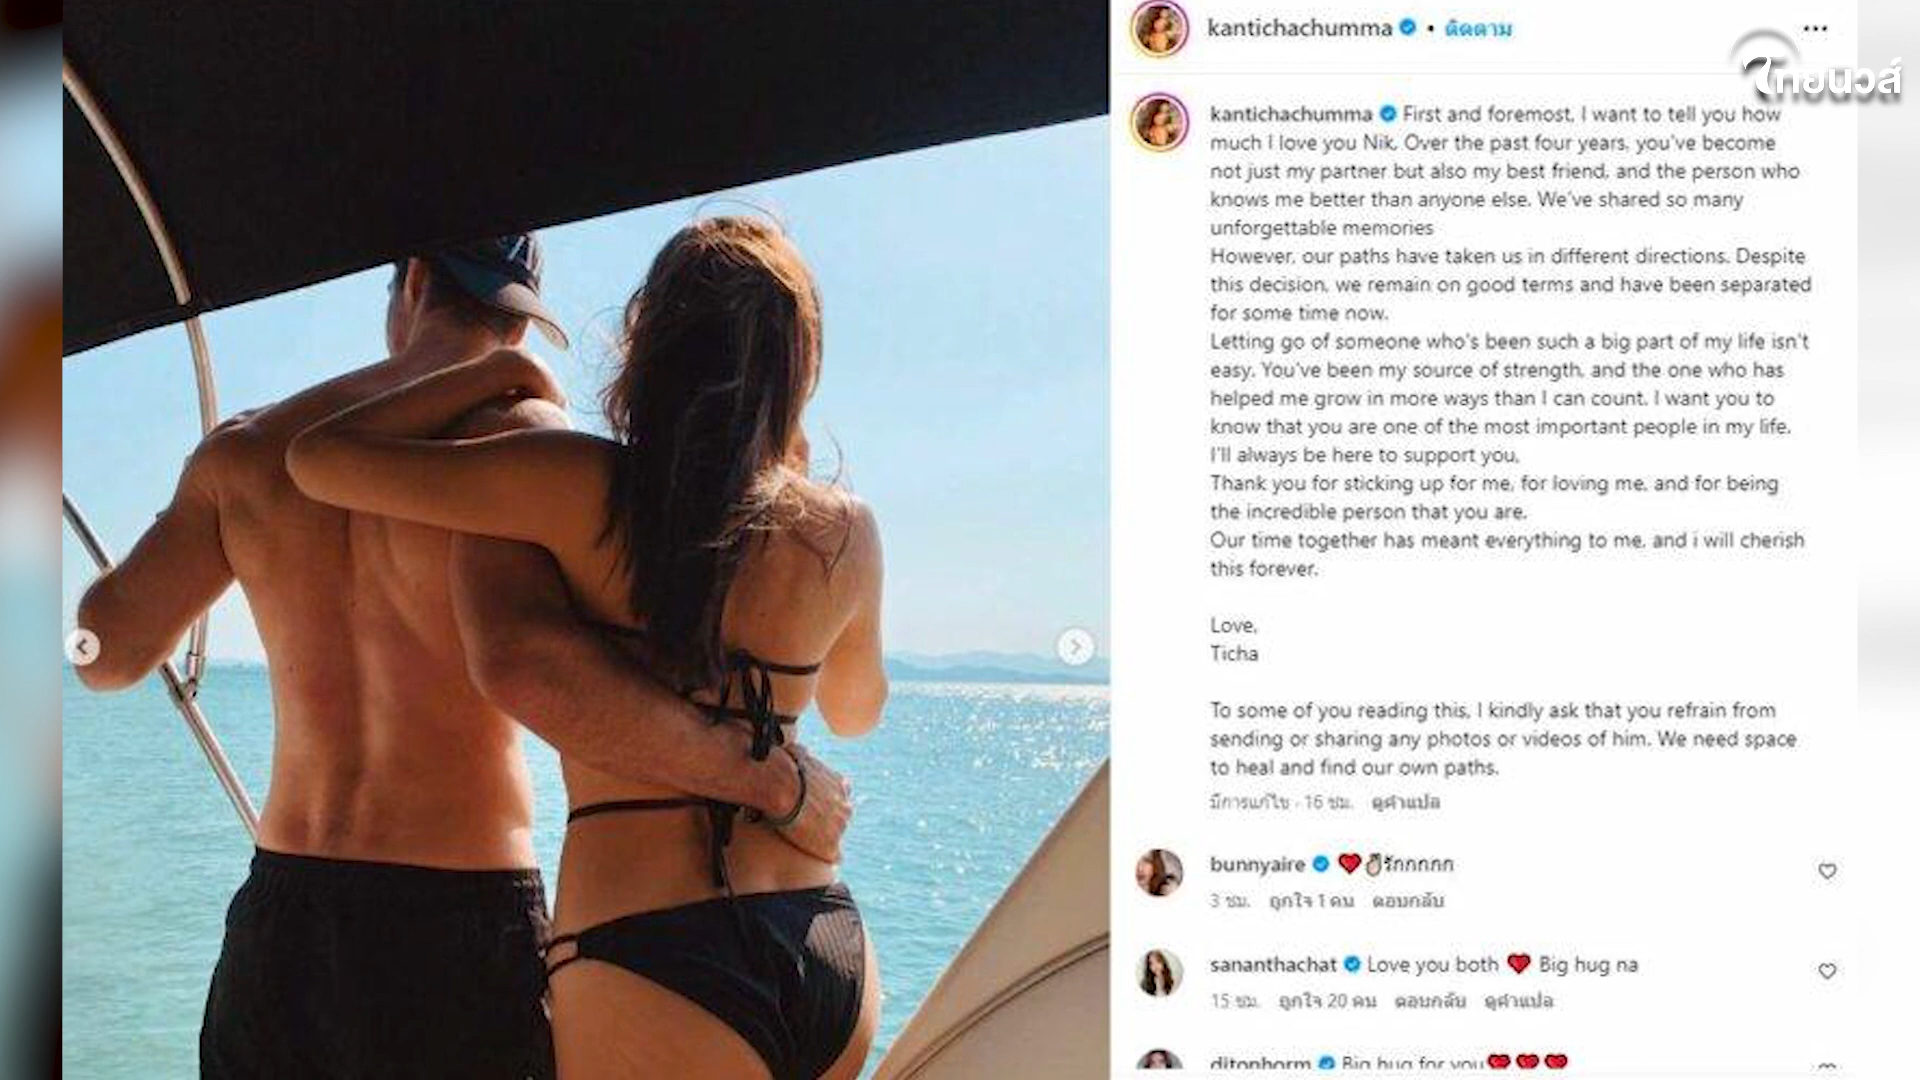 kantichachumma • ติดตาม
ไทยนิวส์
kantichachumma First and foremost, I want to tell you how
much I love you Nik. Over the past four years, you've become
not just my partner but also my best friend, and the person who
knows me better than anyone else. We've shared so many
unforgettable memories
However, our paths have taken us in different directions. Despite
this decision, we remain on good terms and have been separated
for some time now.
Letting go of someone who's been such a big part of my life isn't
easy. You've been my source of strength, and the one who has
helped me grow in more ways than I can count. I want you to
know that you are one of the most important people in my life.
I'll always be here to support you,
Thank you for sticking up for me, for loving me, and for being
the incredible person that you are.
Our time together has meant everything to me, and i will cherish
this forever.
Love,
Ticha
To some of you reading this, I kindly ask that you refrain from
sending or sharing any photos or videos of him. We need space
to heal and find our own paths.
มีการแก้ไข · 16 ชม. ดูคำแปล
bunnyaire ❤️🫰🏻รักกกกก
3 ชม. ถูกใจ 1 คน ตอบกลับ
sananthachat Love you both ❤️ Big hug na
15 ชม. ถูกใจ 20 คน ตอบกลับ ดูคำแปล
ditonhorm Big hug for you❤️❤️❤️